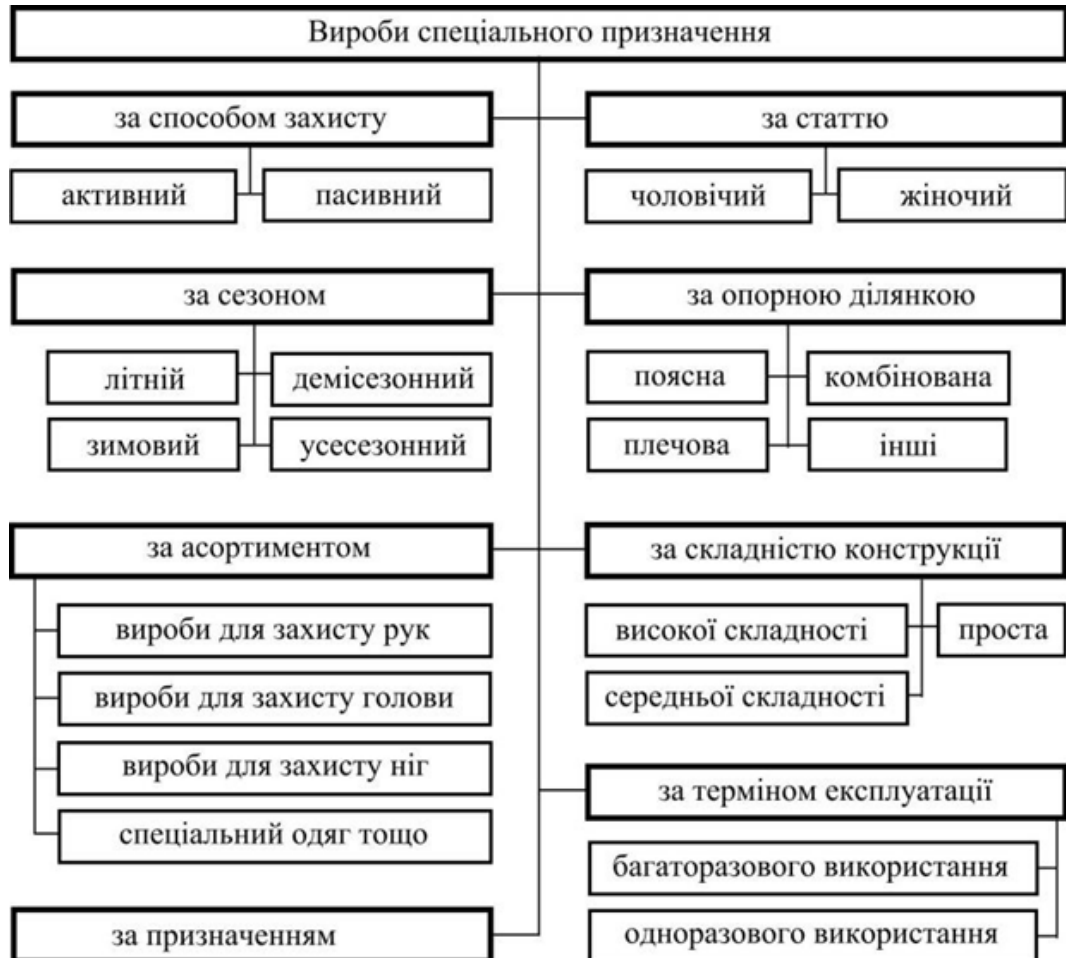 Вироби спеціального призначення
за способом захисту
активний
пасивний
за статтю
чоловічий
жіночий
за сезоном
літній
демісезонний
зимовий
усесезонний
за опорною ділянкою
поясна
комбінована
плечова
інші
за асортиментом
вироби для захисту рук
вироби для захисту голови
вироби для захисту ніг
спеціальний одяг тощо
за складністю конструкції
високої складності
проста
середньої складності
за терміном експлуатації
багаторазового використання
одноразового використання
за призначенням